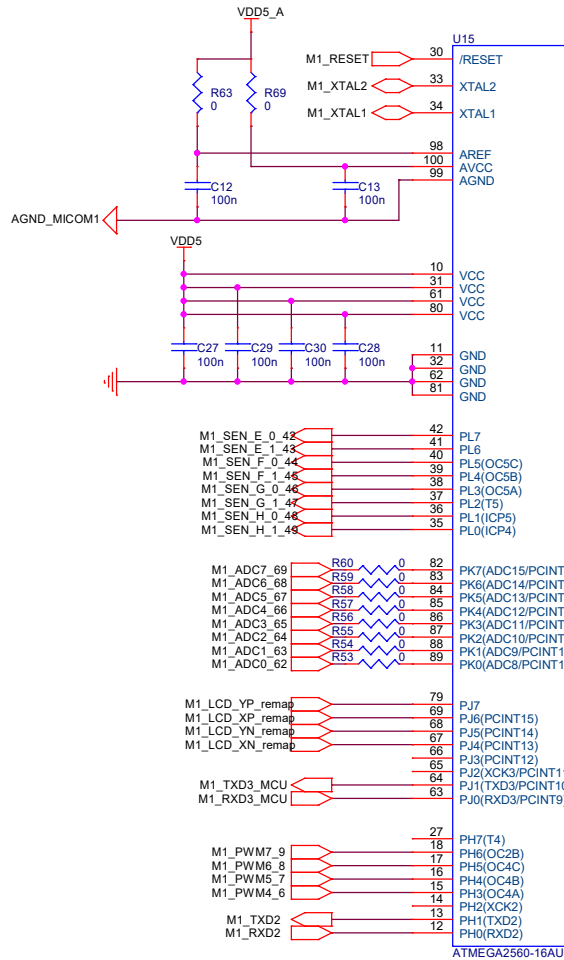 VDD5_A
U15
M1_RESET 30 /RESET
M1_XTAL2 33 XTAL2
M1_XTAL1 34 XTAL1
R63 R69
0 0
98 AREF
100 AVCC
99 AGND
C12 C13
100n 100n
AGND_MICOM1
VDD5
10 VCC
31 VCC
61 VCC
80 VCC
C27 C29 C30 C28
100n 100n 100n 100n
11 GND
32 GND
62 GND
81 GND
M1_SEN_E_0_42 42 PL7
M1_SEN_E_1_43 41 PL6
M1_SEN_F_0_44 40 PL5(OC5C)
M1_SEN_F_1_45 39 PL4(OC5B)
M1_SEN_G_0_46 38 PL3(OC5A)
M1_SEN_G_1_47 37 PL2(T5)
M1_SEN_H_0_48 36 PL1(ICP5)
M1_SEN_H_1_49 35 PL0(ICP4)
M1_ADC7_69 R60 0 82 PK7(ADC15/PCINT
M1_ADC6_68 R59 0 83 PK6(ADC14/PCINT
M1_ADC5_67 R58 0 84 PK5(ADC13/PCINT
M1_ADC4_66 R57 0 85 PK4(ADC12/PCINT
M1_ADC3_65 R56 0 86 PK3(ADC11/PCINT
M1_ADC2_64 R55 0 87 PK2(ADC10/PCINT
M1_ADC1_63 R54 0 88 PK1(ADC9/PCINT1
M1_ADC0_62 R53 0 89 PK0(ADC8/PCINT1
M1_LCD_YP_remap 79 PJ7
M1_LCD_XP_remap 69 PJ6(PCINT15)
M1_LCD_YN_remap 68 PJ5(PCINT14)
M1_LCD_XN_remap 67 PJ4(PCINT13)
66 PJ3(PCINT12)
65 PJ2(XCK3/PCINT11
M1_TXD3_MCU 64 PJ1(TXD3/PCINT10
M1_RXD3_MCU 63 PJ0(RXD3/PCINT9)
27 PH7(T4)
M1_PWM7_9 18 PH6(OC2B)
M1_PWM6_8 17 PH5(OC4C)
M1_PWM5_7 16 PH4(OC4B)
M1_PWM4_6 15 PH3(OC4A)
14 PH2(XCK2)
M1_TXD2 13 PH1(TXD2)
M1_RXD2 12 PH0(RXD2)
ATMEGA2560-16AU